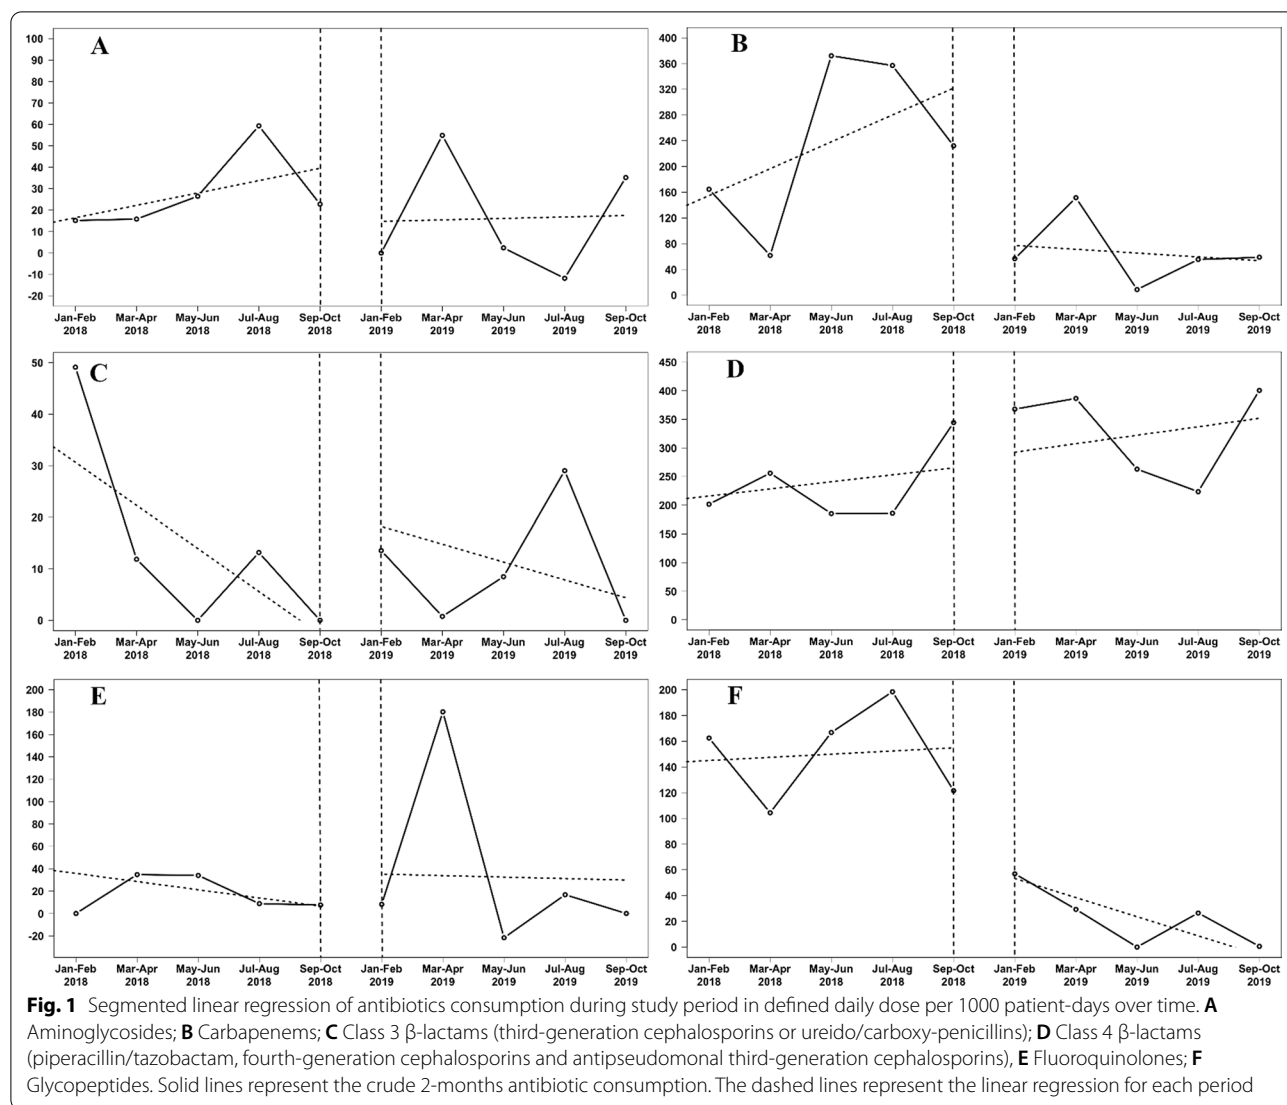 A
100
90
80
70
60
50
40
30
20
10
0
-10
-20
Jan-Feb Mar-Apr May-Jun Jul-Aug Sep-Oct Jan-Feb Mar-Apr May-Jun Jul-Aug Sep-Oct
2018 2018 2018 2018 2018 2019 2019 2019 2019 2019
B
400
360
320
280
240
200
160
120
80
40
0
Jan-Feb Mar-Apr May-Jun Jul-Aug Sep-Oct Jan-Feb Mar-Apr May-Jun Jul-Aug Sep-Oct
2018 2018 2018 2018 2018 2019 2019 2019 2019 2019
C
50
40
30
20
10
0
Jan-Feb Mar-Apr May-Jun Jul-Aug Sep-Oct Jan-Feb Mar-Apr May-Jun Jul-Aug Sep-Oct
2018 2018 2018 2018 2018 2019 2019 2019 2019 2019
D
450
400
350
300
250
200
150
100
50
0
Jan-Feb Mar-Apr May-Jun Jul-Aug Sep-Oct Jan-Feb Mar-Apr May-Jun Jul-Aug Sep-Oct
2018 2018 2018 2018 2018 2019 2019 2019 2019 2019
E
200
180
160
140
120
100
80
60
40
20
0
-20
Jan-Feb Mar-Apr May-Jun Jul-Aug Sep-Oct Jan-Feb Mar-Apr May-Jun Jul-Aug Sep-Oct
2018 2018 2018 2018 2018 2019 2019 2019 2019 2019
F
200
180
160
140
120
100
80
60
40
20
0
Jan-Feb Mar-Apr May-Jun Jul-Aug Sep-Oct Jan-Feb Mar-Apr May-Jun Jul-Aug Sep-Oct
2018 2018 2018 2018 2018 2019 2019 2019 2019 2019
Fig. 1 Segmented linear regression of antibiotics consumption during study period in defined daily dose per 1000 patient-days over time. A
Aminoglycosides; B Carbapenems; C Class 3 β-lactams (third-generation cephalosporins or ureido/carboxy-penicillins); D Class 4 β-lactams
(piperacillin/tazobactam, fourth-generation cephalosporins and antipseudomonal third-generation cephalosporins), E Fluoroquinolones; F
Glycopeptides. Solid lines represent the crude 2-months antibiotic consumption. The dashed lines represent the linear regression for each period